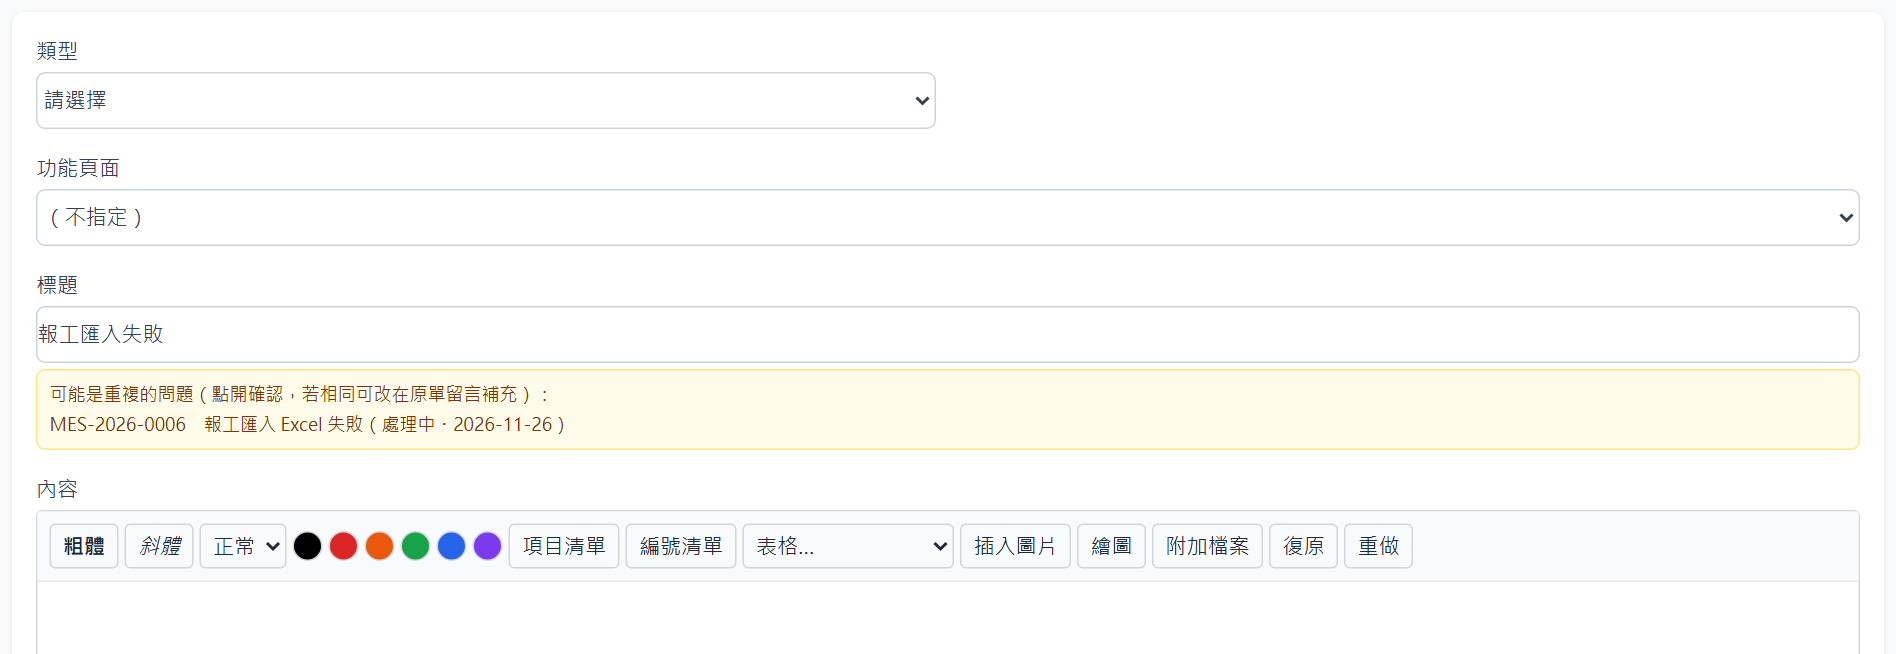 類型
請選擇
功能頁面
（不指定）
標題
報工匯入失敗
可能是重複的問題（點開確認，若相同可改在原單留言補充）：
MES-2026-0006　報工匯入 Excel 失敗（處理中・2026-11-26）
內容
粗體 斜體 正常 項目清單 編號清單 表格... 插入圖片 繪圖 附加檔案 復原 重做